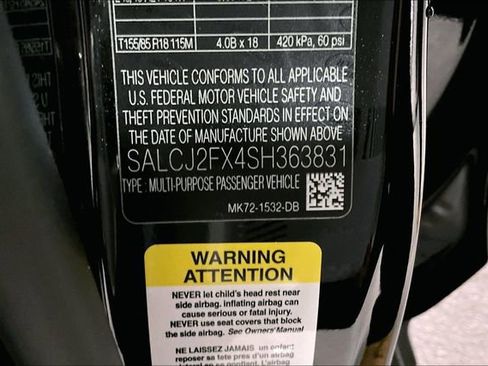 T155/85 R18 115M 4.0B x 18 420 kPa, 60 psi
THIS VEHICLE CONFORMS TO ALL APPLICABLE
U.S. FEDERAL MOTOR VEHICLE SAFETY AND
THEFT PREVENTION STANDARDS IN EFFECT ON
THE DATE OF MANUFACTURE SHOWN ABOVE
SALCJ2FX4SH363831
TYPE : MULTI-PURPOSE PASSENGER VEHICLE
MK72-1532-DB
WARNING
ATTENTION
NEVER let child's head rest near
side airbag. inflating airbag can
cause serious or fatal injury.
NEVER use seat covers that block
the side airbag. See Owners' Manual
NE LAISSEZ JAMAIS un enfant
reposer sa tete pres d'un airbag